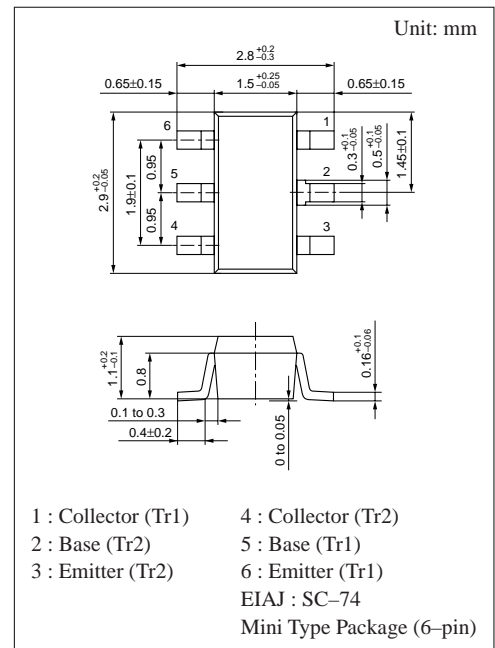 Unit: mm
2.8 +0.2 −0.3
0.65±0.15 1.5 +0.25 −0.05 0.65±0.15
6 1
5 2
4 3
2.9 +0.2 −0.05
1.9±0.1
0.95
0.95
0.3 +0.1 −0.05
0.5 +0.1 −0.05
1.45±0.1
1.1 +0.2 −0.1
0.8
0.16 +0.1 −0.06
0.1 to 0.3
0.4±0.2
0 to 0.05
1 : Collector (Tr1) 4 : Collector (Tr2)
2 : Base (Tr2) 5 : Base (Tr1)
3 : Emitter (Tr2) 6 : Emitter (Tr1)
EIAJ : SC–74
Mini Type Package (6–pin)